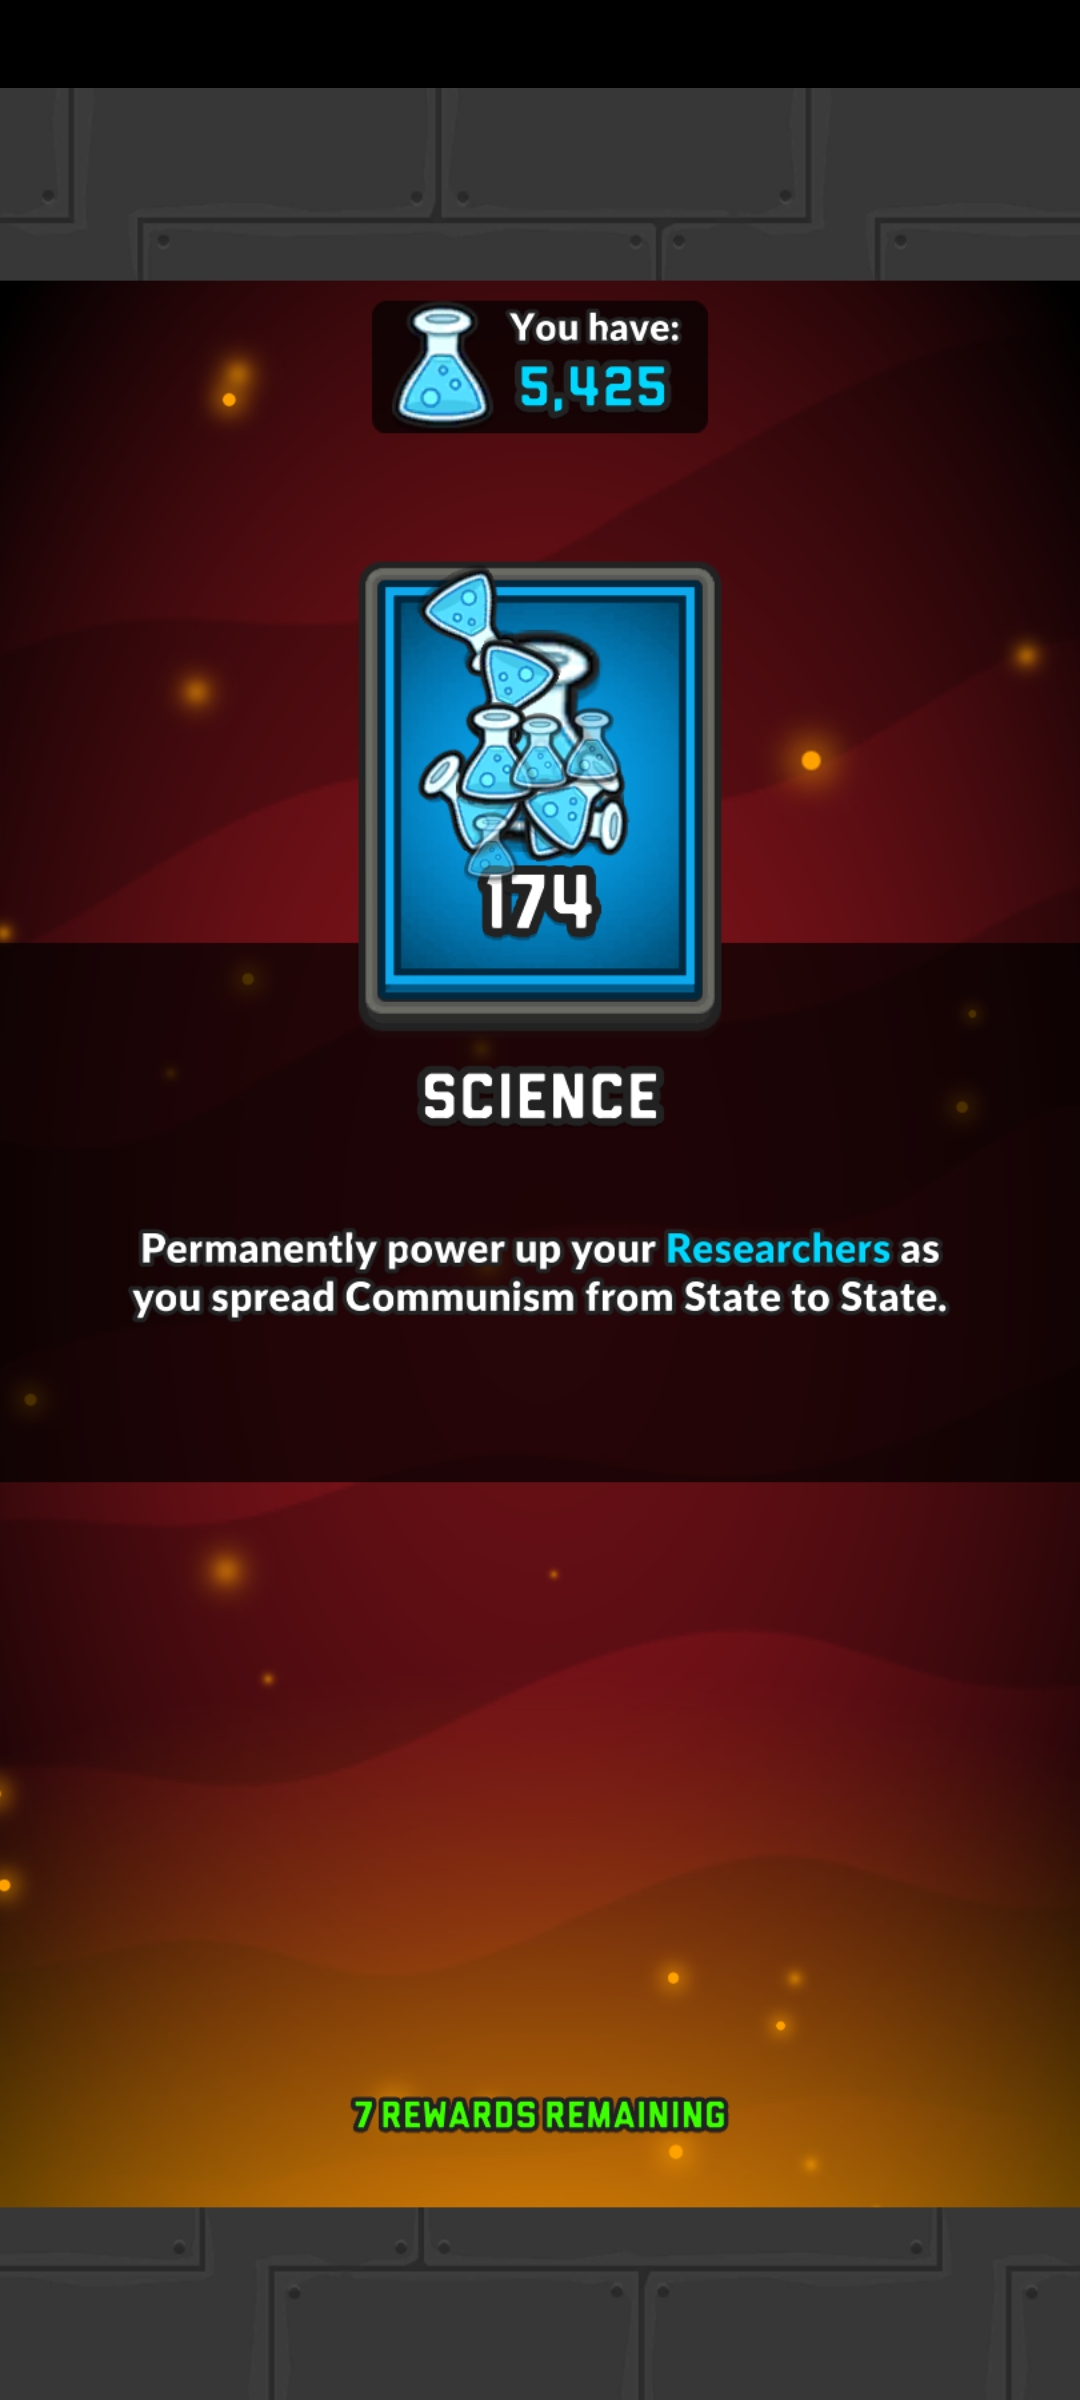 You have:
5,425
174
SCIENCE
Permanently power up your Researchers as
you spread Communism from State to State.
7 REWARDS REMAINING